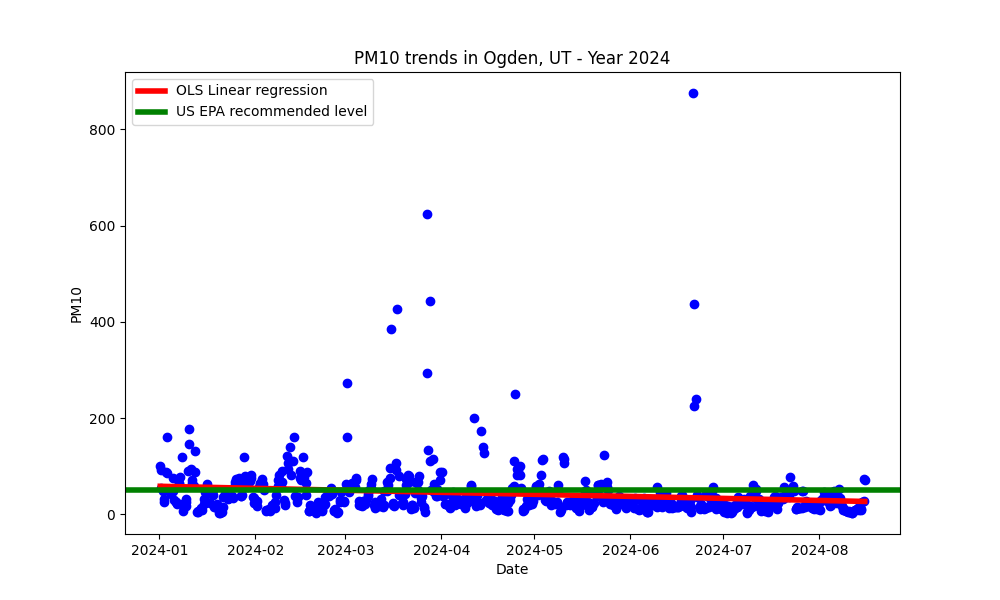 PM10 trends in Ogden, UT - Year 2024
OLS Linear regression
US EPA recommended level
800
600
400
200
0
PM10
2024-01 2024-02 2024-03 2024-04 2024-05 2024-06 2024-07 2024-08
Date